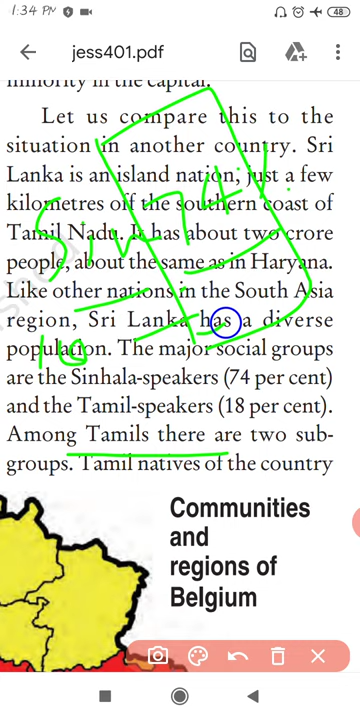 1:34 PM 48
jess401.pdf
minority in the capital.
Let us compare this to the
situation in another country. Sri
Lanka is an island nation, just a few
kilometres off the southern coast of
Tamil Nadu. It has about two crore
people, about the same as in Haryana.
Like other nations in the South Asia
region, Sri Lanka has a diverse
population. The major social groups
are the Sinhala-speakers (74 per cent)
and the Tamil-speakers (18 per cent).
Among Tamils there are two sub-
groups. Tamil natives of the country
Communities
and
regions of
Belgium